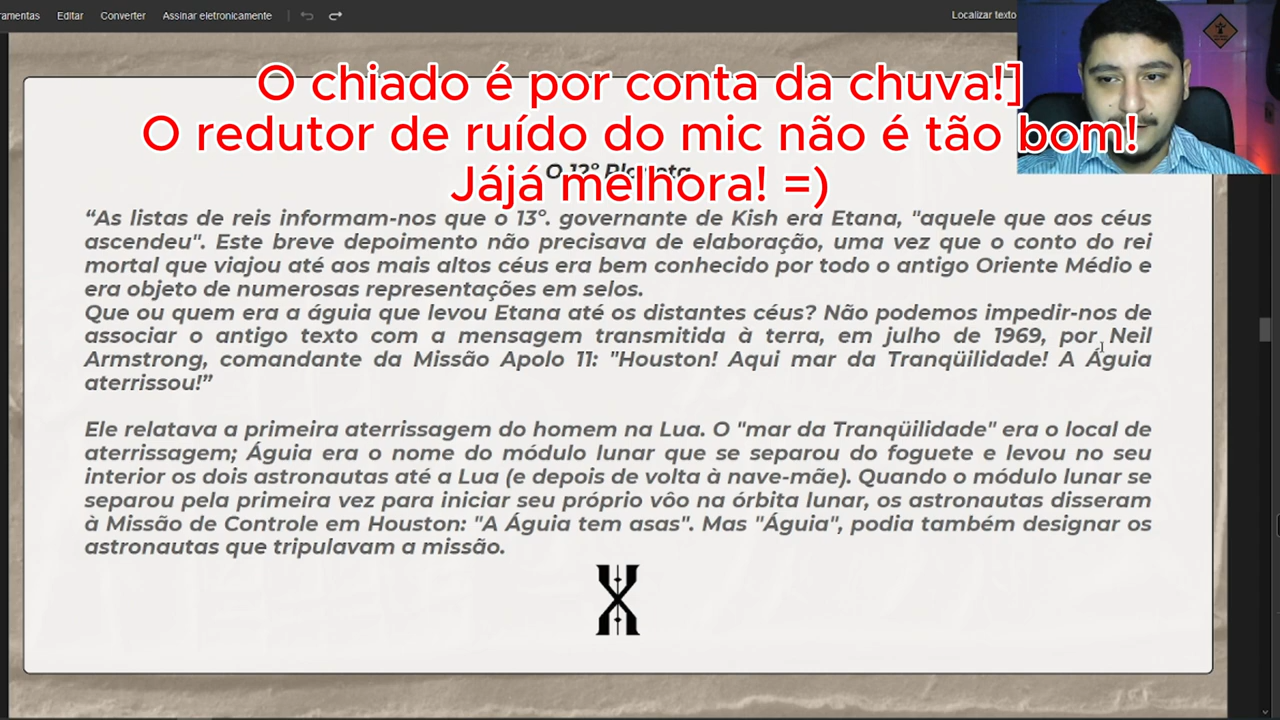 ramentas Editar Converter Assinar eletronicamente Localizar texto
O chiado é por conta da chuva!]
O redutor de ruído do mic não é tão bom!
O 12º Planeta
Jájá melhora! =)
“As listas de reis informam-nos que o 13º. governante de Kish era Etana, "aquele que aos céus
ascendeu". Este breve depoimento não precisava de elaboração, uma vez que o conto do rei
mortal que viajou até aos mais altos céus era bem conhecido por todo o antigo Oriente Médio e
era objeto de numerosas representações em selos.
Que ou quem era a águia que levou Etana até os distantes céus? Não podemos impedir-nos de
associar o antigo texto com a mensagem transmitida à terra, em julho de 1969, por Neil
Armstrong, comandante da Missão Apolo 11: "Houston! Aqui mar da Tranqüilidade! A Águia
aterrissou!”
Ele relatava a primeira aterrissagem do homem na Lua. O "mar da Tranqüilidade" era o local de
aterrissagem; Águia era o nome do módulo lunar que se separou do foguete e levou no seu
interior os dois astronautas até a Lua (e depois de volta à nave-mãe). Quando o módulo lunar se
separou pela primeira vez para iniciar seu próprio vôo na órbita lunar, os astronautas disseram
à Missão de Controle em Houston: "A Águia tem asas". Mas "Águia", podia também designar os
astronautas que tripulavam a missão.